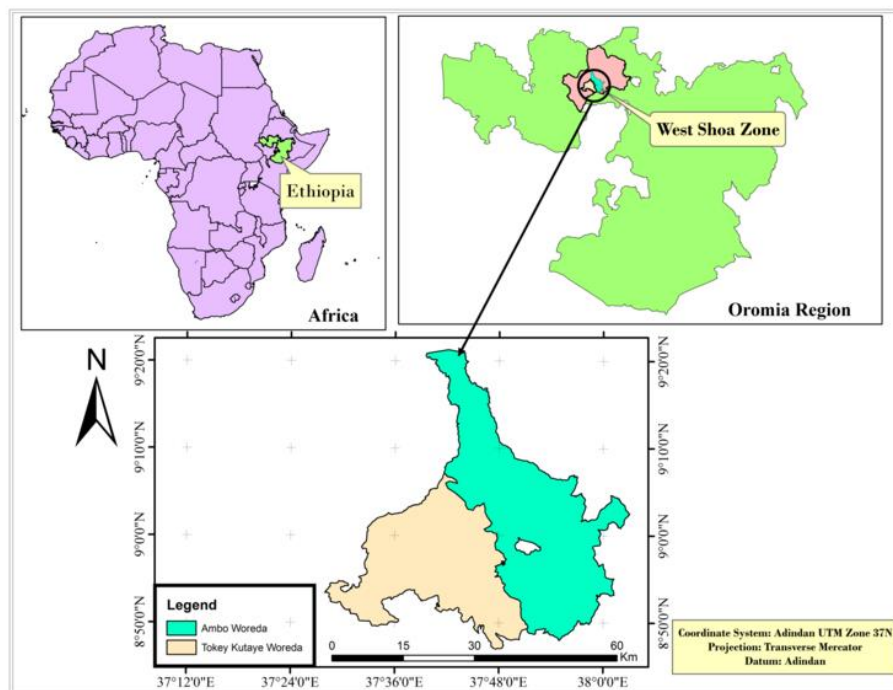 Ethiopia
Africa
West Shoa Zone
Oromia Region
N
9°20'0"N
9°10'0"N
9°0'0"N
8°50'0"N
9°20'0"N
9°10'0"N
9°0'0"N
8°50'0"N
Legend
Ambo Woreda
Tokey Kutaye Woreda
0 15 30 60
Km
37°12'0"E 37°24'0"E 37°36'0"E 37°48'0"E 38°0'0"E
Coordinate System: Adindan UTM Zone 37N
Projection: Transverse Mercator
Datum: Adindan